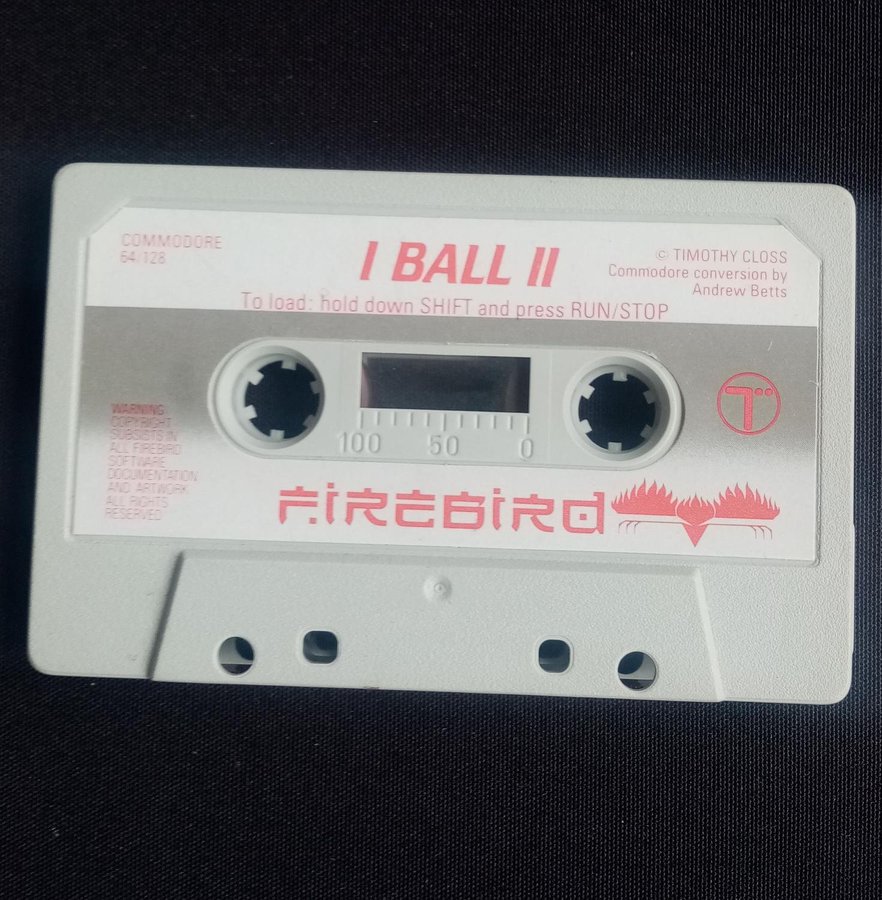 COMMODORE
64/128
I BALL II
© TIMOTHY CLOSS
Commodore conversion by
Andrew Betts
To load: hold down SHIFT and press RUN/STOP
T
100 50 0
WARNING
COPYRIGHT
SUBSISTS IN
ALL FIREBIRD
SOFTWARE
DOCUMENTATION
AND ARTWORK
ALL RIGHTS
RESERVED
FIREBIRD